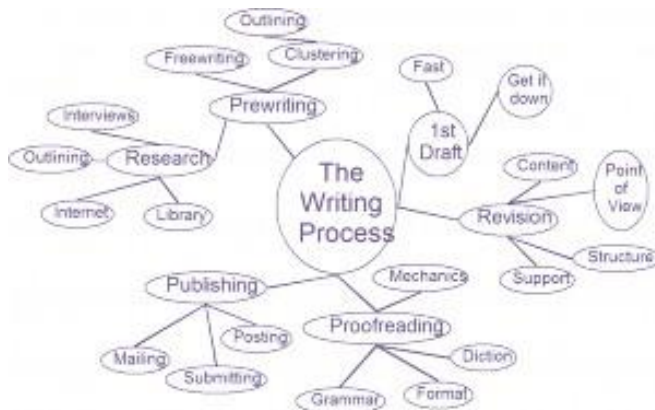 Outlining
Freewriting
Clustering
Prewriting
Interviews
Outlining
Research
Internet
Library
The
Writing
Process
Fast
Get it
down
1st
Draft
Content
Point
of
View
Revision
Structure
Support
Publishing
Posting
Mailing
Submitting
Mechanics
Proofreading
Diction
Format
Grammar